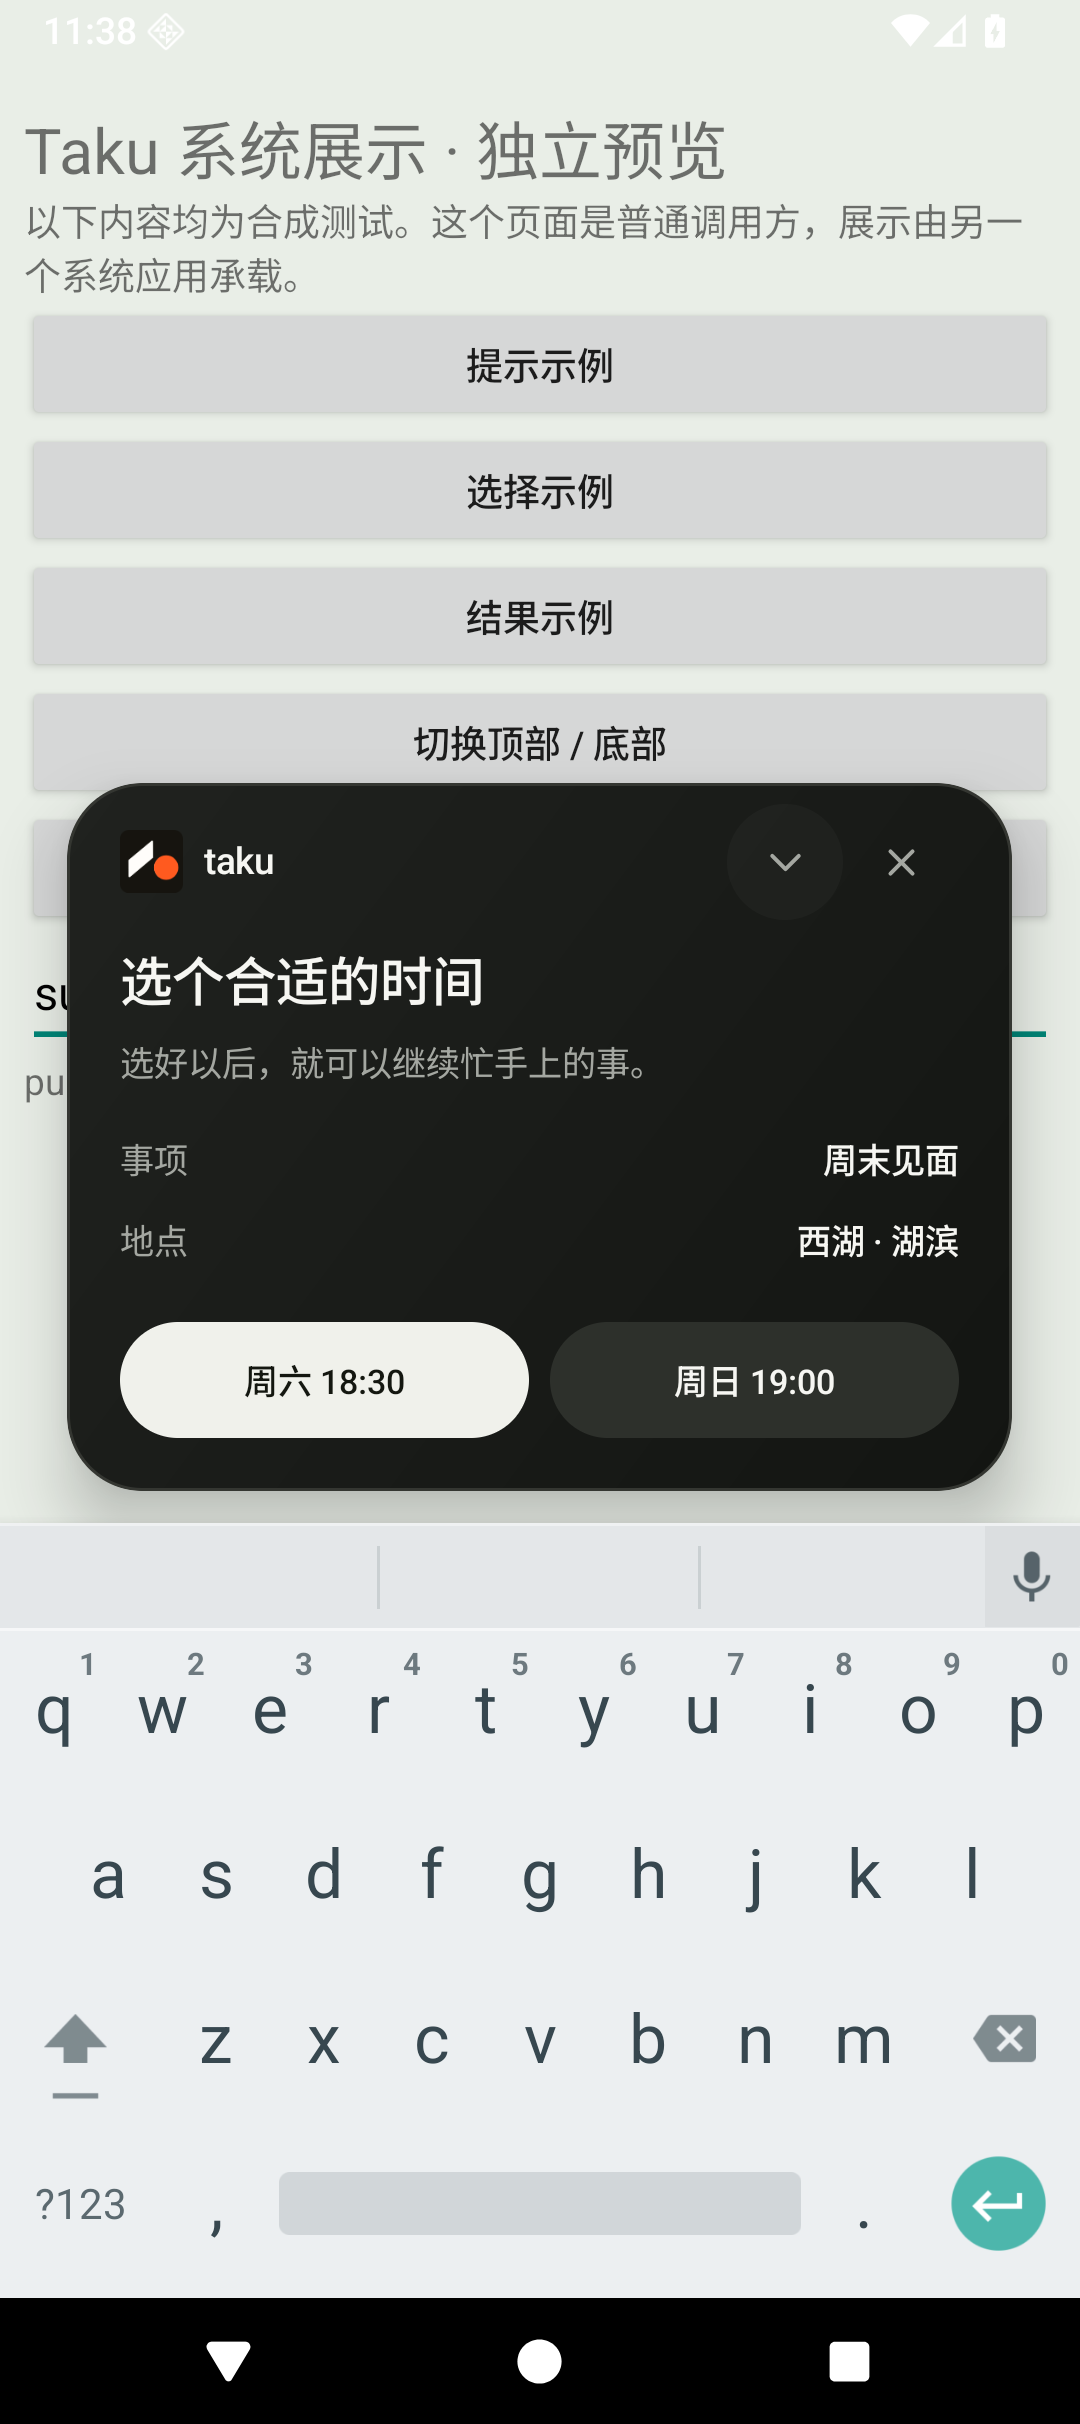 11:38
Taku 系统展示 · 独立预览
以下内容均为合成测试。这个页面是普通调用方，展示由另一
个系统应用承载。
提示示例
选择示例
结果示例
切换顶部 / 底部
taku
选个合适的时间
选好以后，就可以继续忙手上的事。
事项 周末见面
地点 西湖 · 湖滨
周六 18:30 周日 19:00
1 2 3 4 5 6 7 8 9 0
q w e r t y u i o p
a s d f g h j k l
z x c v b n m
?123 , .